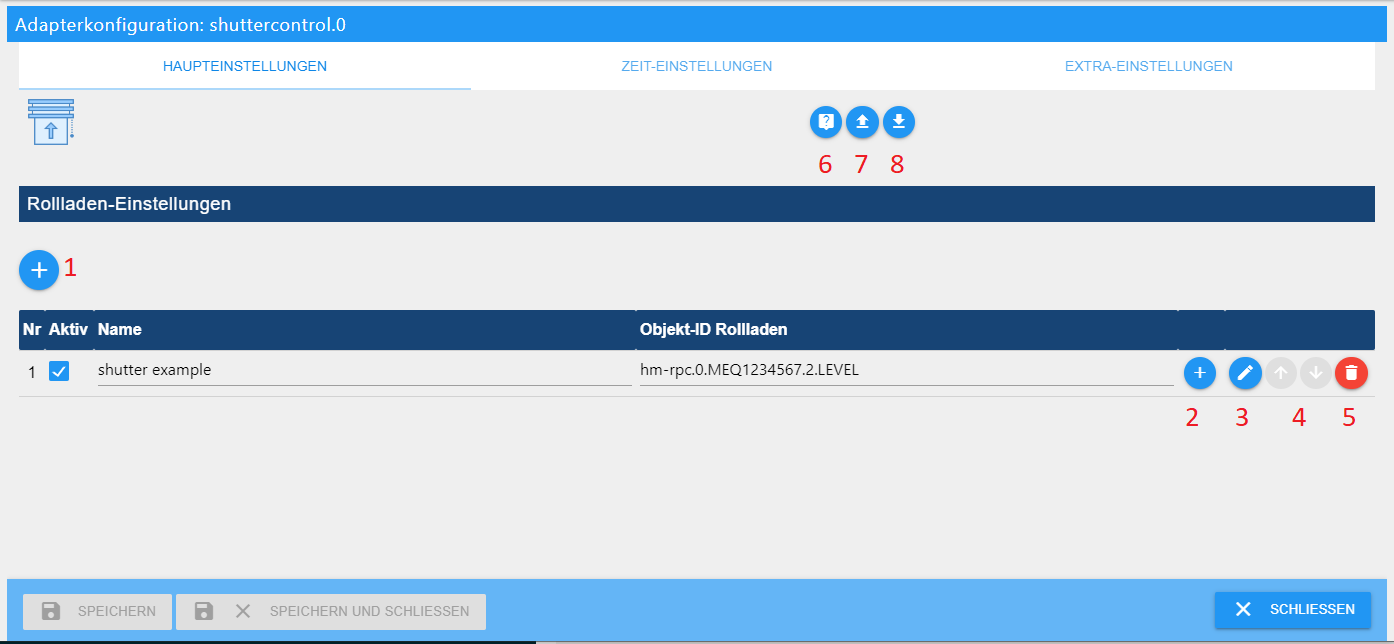 Adapterkonfiguration: shuttercontrol.0
HAUPTEINSTELLUNGEN ZEIT-EINSTELLUNGEN EXTRA-EINSTELLUNGEN
?
6 7 8
Rollladen-Einstellungen
+ 1
Nr Aktiv Name Objekt-ID Rollladen
1 shutter example hm-rpc.0.MEQ1234567.2.LEVEL +
2 3 4 5
SPEICHERN SPEICHERN UND SCHLIESSEN SCHLIESSEN